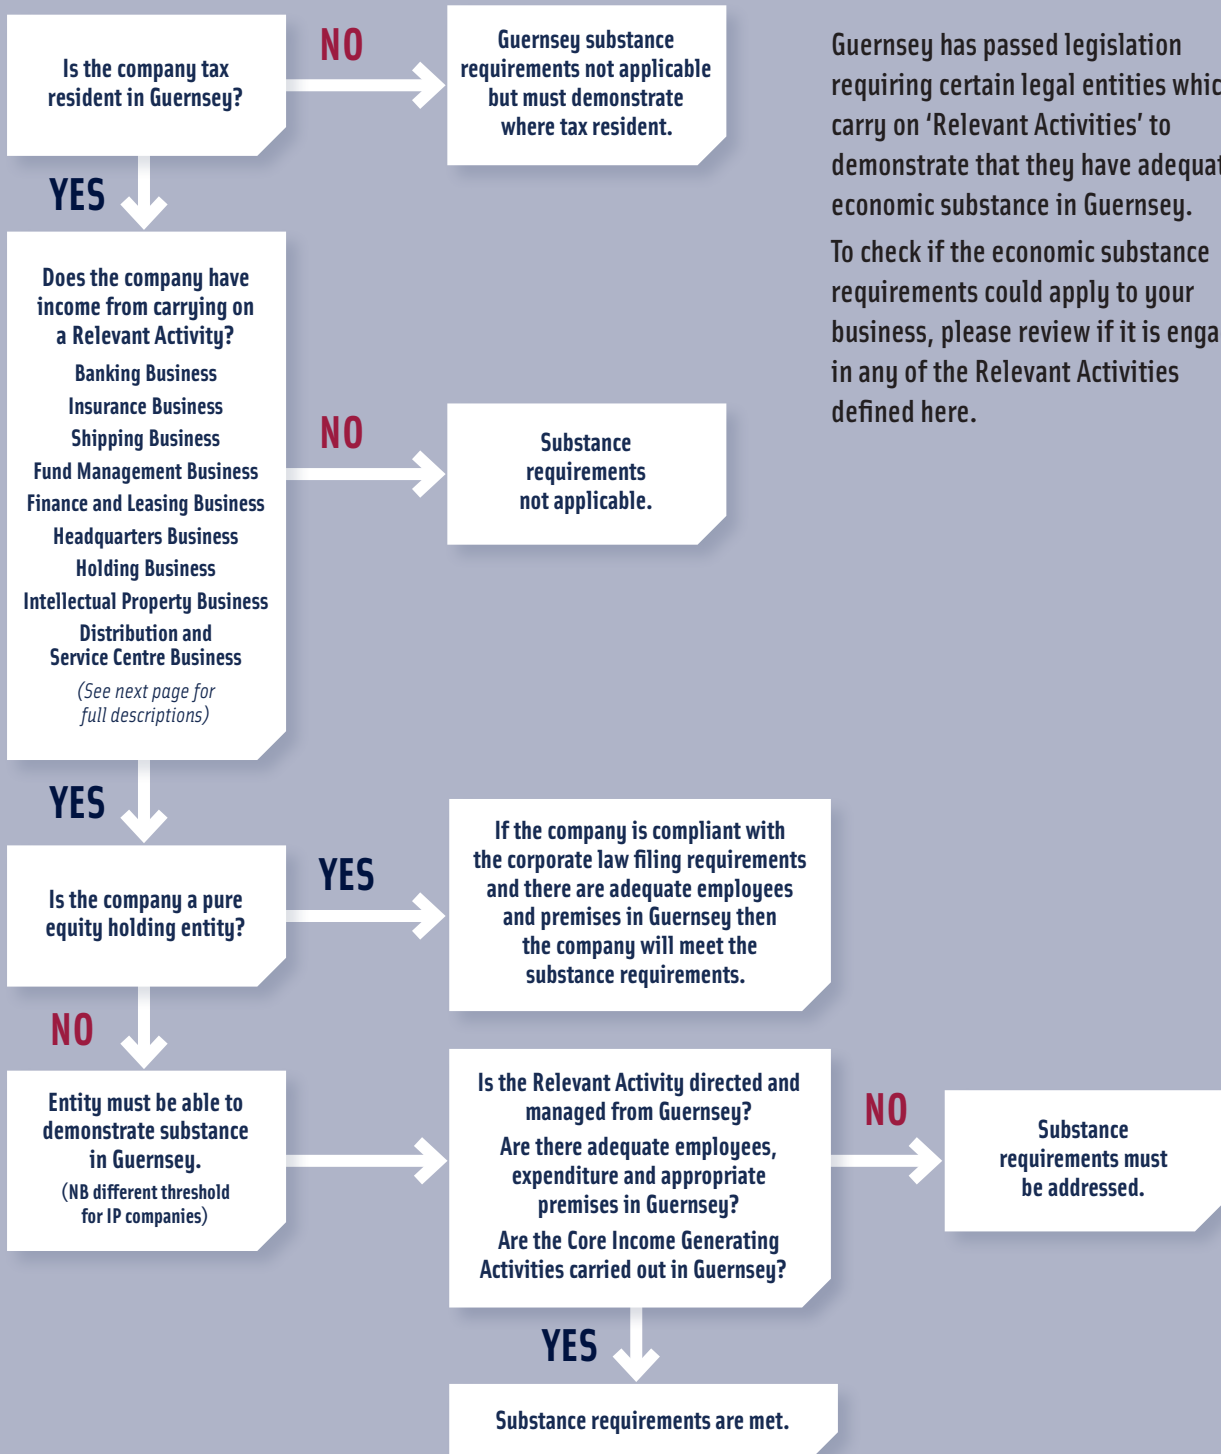 Is the company tax
resident in Guernsey?
NO
Guernsey substance
requirements not applicable
but must demonstrate
where tax resident.
Guernsey has passed legislation
requiring certain legal entities
carry on ‘Relevant Activities’ to
demonstrate that they have
economic substance in Guernsey.
To check if the economic substance
requirements could apply to your
business, please review if it is
in any of the Relevant Activities
defined here.
YES
Does the company have
income from carrying on
a Relevant Activity?
Banking Business
Insurance Business
Shipping Business
Fund Management Business
Finance and Leasing Business
Headquarters Business
Holding Business
Intellectual Property Business
Distribution and
Service Centre Business
(See next page for
full descriptions)
NO
Substance
requirements
not applicable.
YES
Is the company a pure
equity holding entity?
YES
If the company is compliant with
the corporate law filing requirements
and there are adequate employees
and premises in Guernsey then
the company will meet the
substance requirements.
NO
Entity must be able to
demonstrate substance
in Guernsey.
(NB different threshold
for IP companies)
Is the Relevant Activity directed and
managed from Guernsey?
Are there adequate employees,
expenditure and appropriate
premises in Guernsey?
Are the Core Income Generating
Activities carried out in Guernsey?
NO
Substance
requirements must
be addressed.
YES
Substance requirements are met.